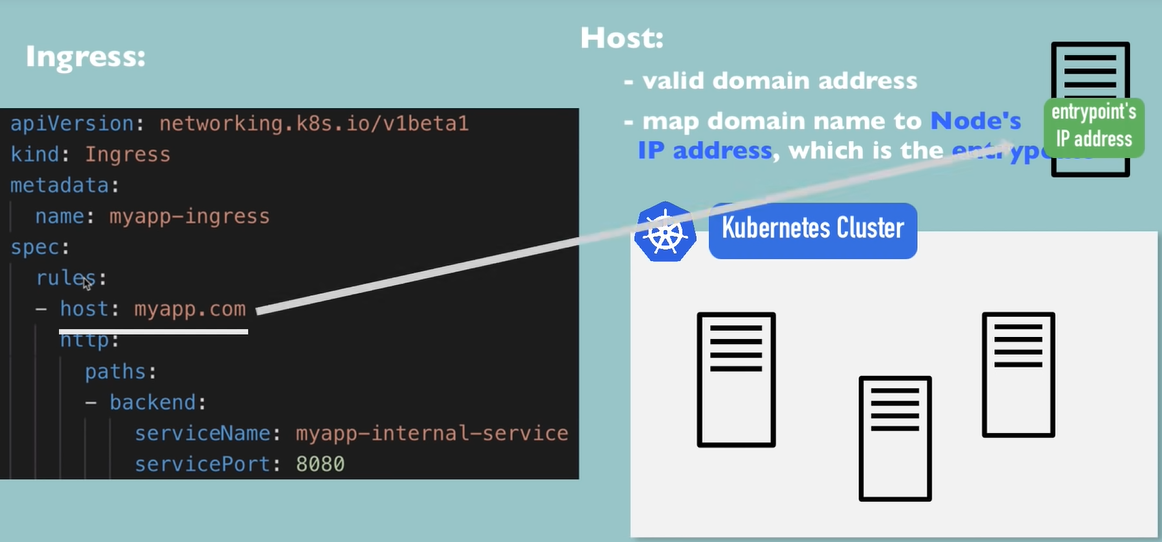 Ingress:
apiVersion: networking.k8s.io/v1beta1
kind: Ingress
metadata:
name: myapp-ingress
spec:
rules:
- host: myapp.com
http:
paths:
- backend:
serviceName: myapp-internal-service
servicePort: 8080
Host:
- valid domain address
- map domain name to Node's
IP address, which is the
entrypoint's
IP address
Kubernetes Cluster